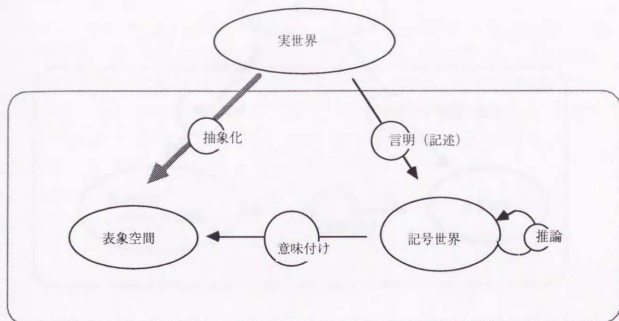 実世界
抽象化
言明（記述）
表象空間
意味付け
記号世界
推論